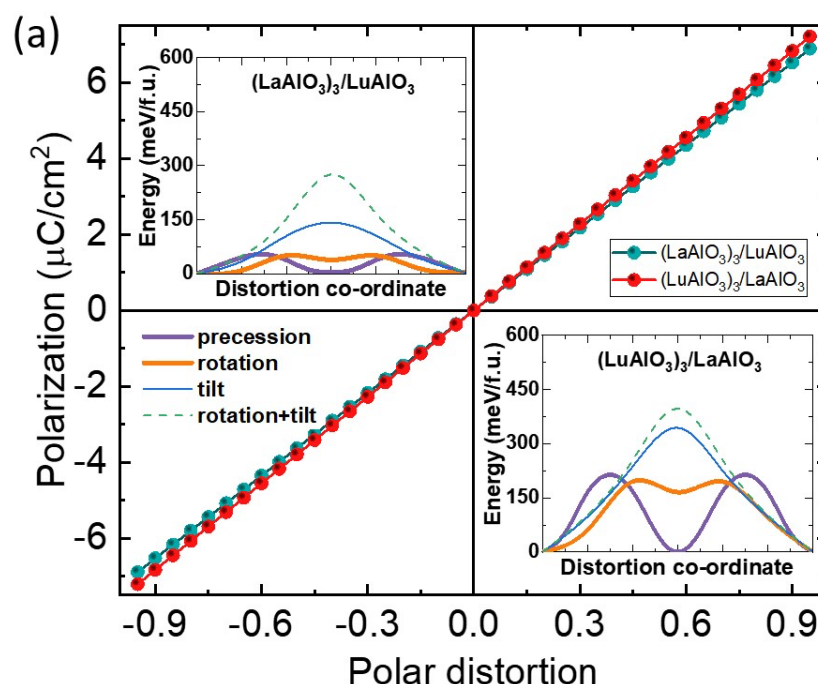 (a)
Polarization (μC/cm²)
6
4
2
0
-2
-4
-6
600
450
300
150
0
Energy (meV/f.u.)
(LaAlO₃)₃/LuAlO₃
Distortion co-ordinate
(LaAlO₃)₃/LuAlO₃
(LuAlO₃)₃/LaAlO₃
precession
rotation
tilt
rotation+tilt
600
450
300
150
0
Energy (meV/f.u.)
(LuAlO₃)₃/LaAlO₃
Distortion co-ordinate
-0.9 -0.6 -0.3 0.0 0.3 0.6 0.9
Polar distortion